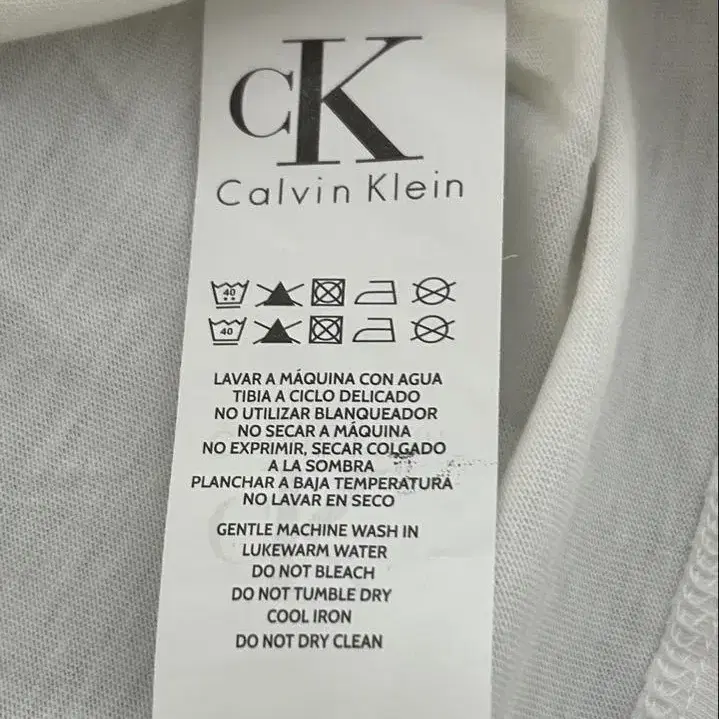 CK
Calvin Klein
40
40
LAVAR A MÁQUINA CON AGUA
TIBIA A CICLO DELICADO
NO UTILIZAR BLANQUEADOR
NO SECAR A MÁQUINA
NO EXPRIMIR, SECAR COLGADO
A LA SOMBRA
PLANCHAR A BAJA TEMPERATURA
NO LAVAR EN SECO
GENTLE MACHINE WASH IN
LUKEWARM WATER
DO NOT BLEACH
DO NOT TUMBLE DRY
COOL IRON
DO NOT DRY CLEAN